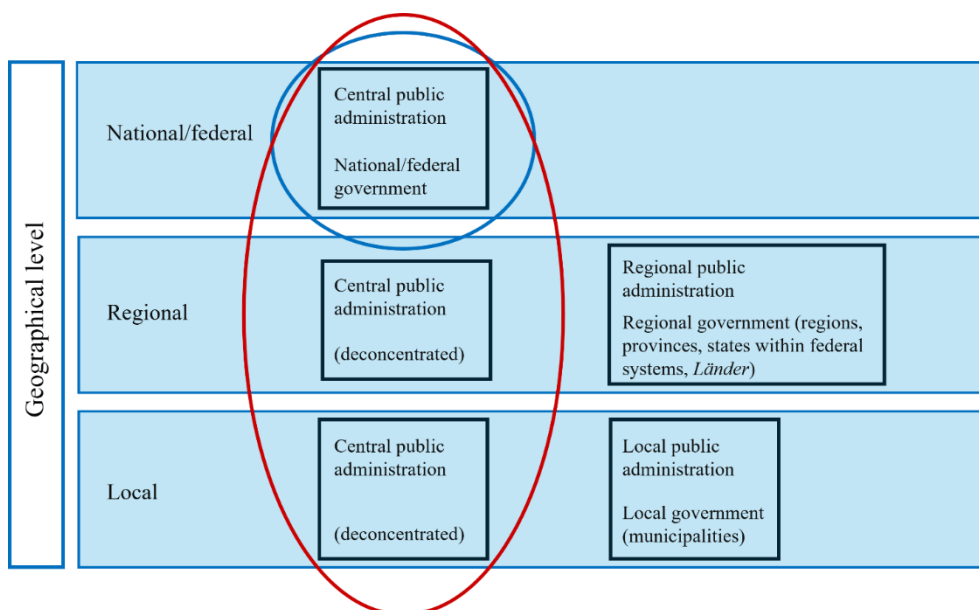 Geographical level
National/federal
Central public
administration
National/federal
government
Regional
Central public
administration
(deconcentrated)
Regional public
administration
Regional government (regions,
provinces, states within federal
systems, Länder)
Local
Central public
administration
(deconcentrated)
Local public
administration
Local government
(municipalities)